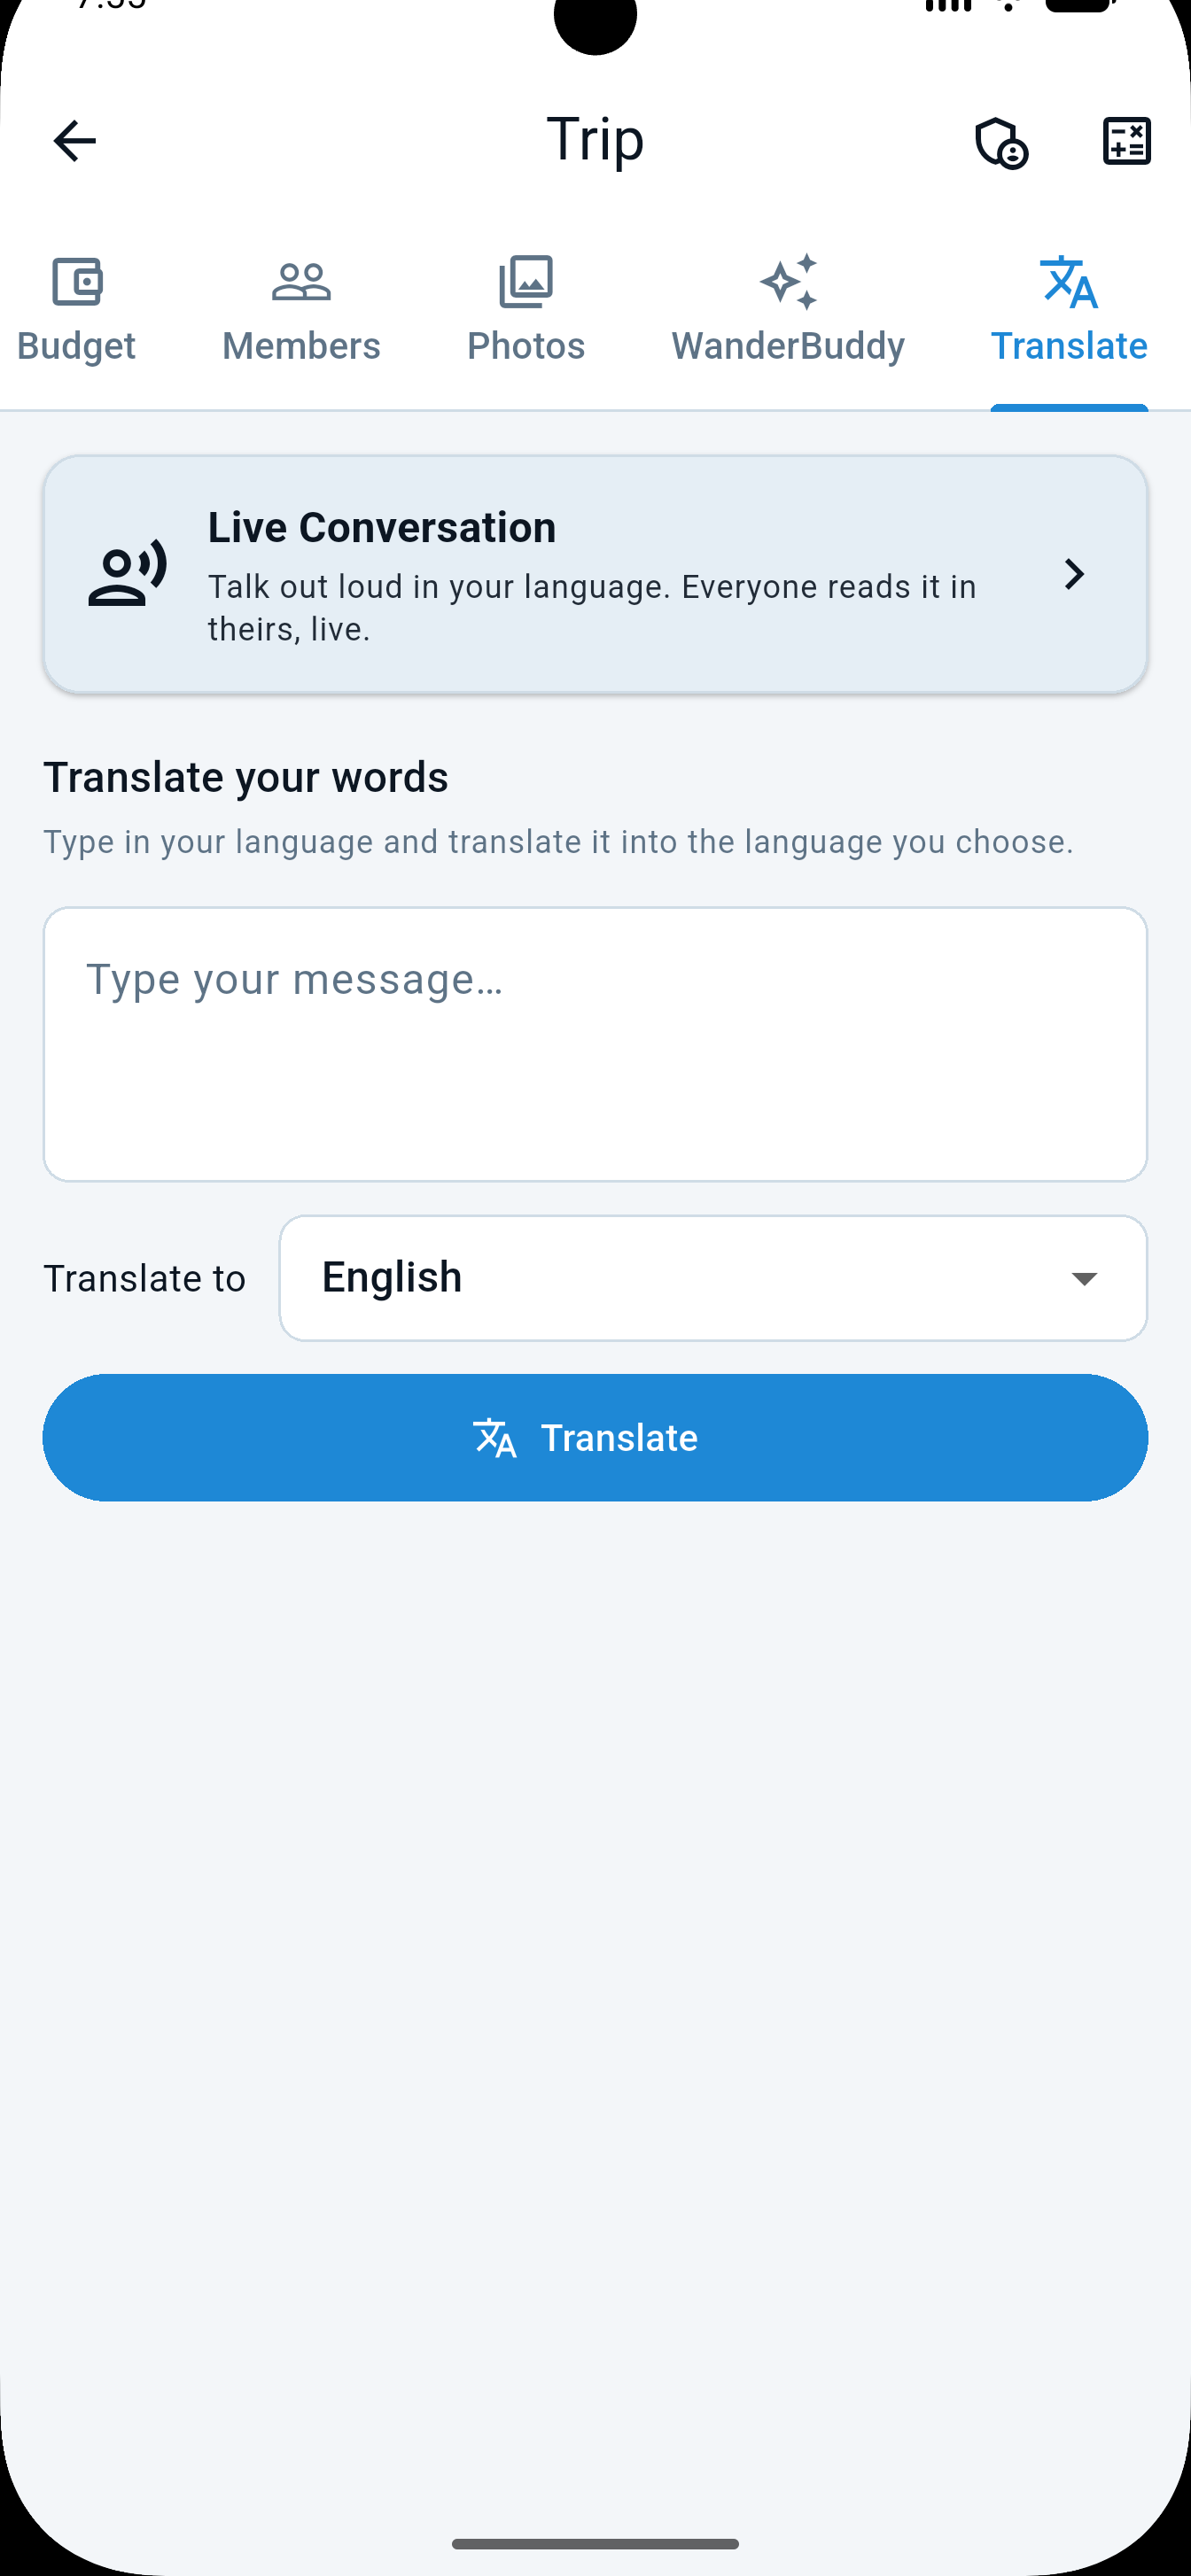 Trip
Budget
Members
Photos
WanderBuddy
Translate
Live Conversation
Talk out loud in your language. Everyone reads it in
theirs, live.
Translate your words
Type in your language and translate it into the language you choose.
Type your message…
Translate to
English
Translate